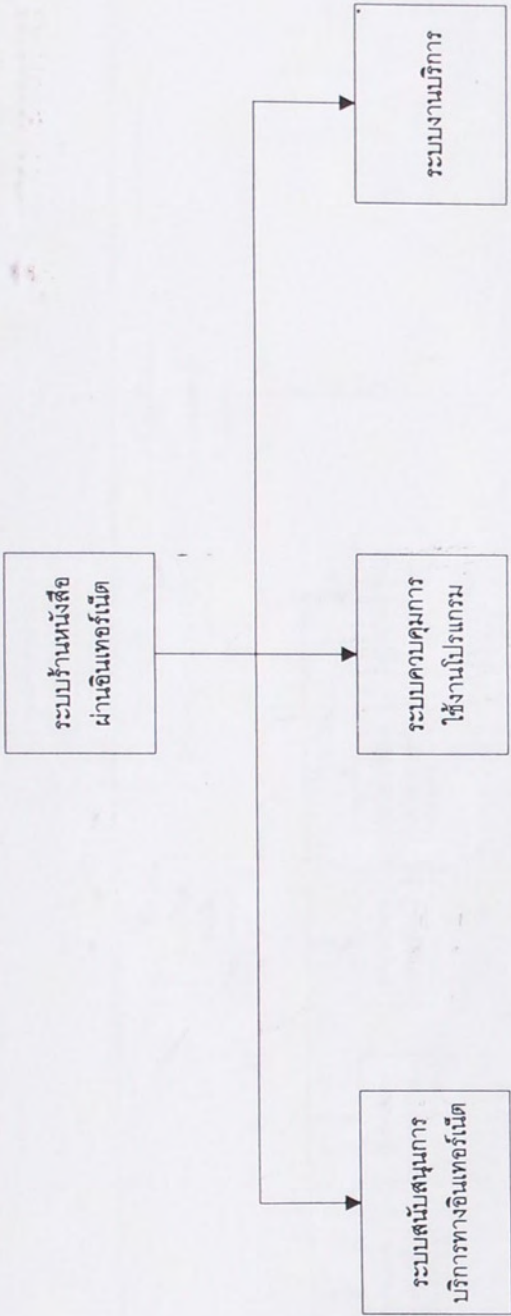 ระบบร้านหนังสือ
ผ่านอินเทอร์เน็ต
ระบบสนับสนุนการ
บริการทางอินเทอร์เน็ต
ระบบควบคุมการ
ใช้งานโปรแกรม
ระบบงานบริการ